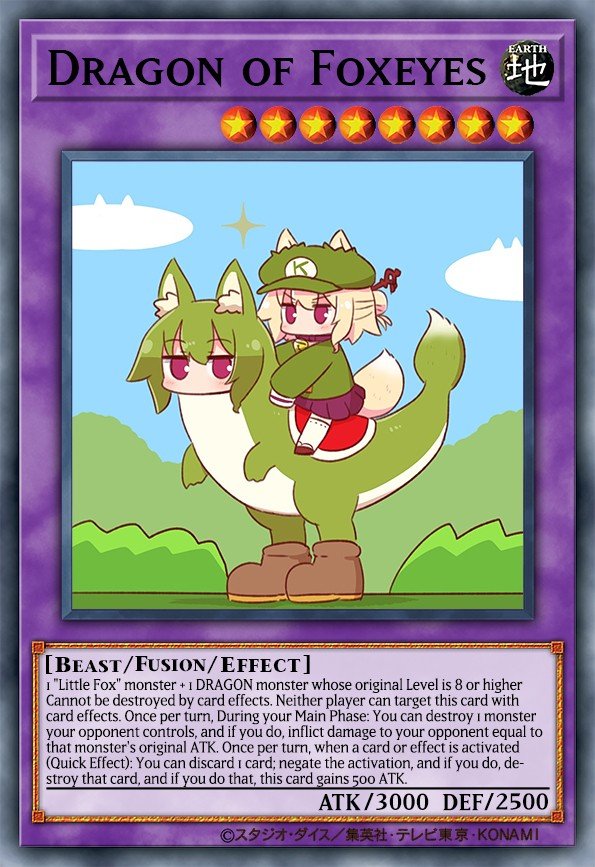 DRAGON OF FOXEYES
EARTH
地
K
[BEAST/FUSION/EFFECT]
1 "Little Fox" monster + 1 DRAGON monster whose original Level is 8 or higher
Cannot be destroyed by card effects. Neither player can target this card with
card effects. Once per turn, During your Main Phase: You can destroy 1 monster
your opponent controls, and if you do, inflict damage to your opponent equal to
that monster's original ATK. Once per turn, when a card or effect is activated
(Quick Effect): You can discard 1 card; negate the activation, and if you do, de-
stroy that card, and if you do that, this card gains 500 ATK.
ATK/3000 DEF/2500
©スタジオ・ダイス／集英社・テレビ東京・KONAMI